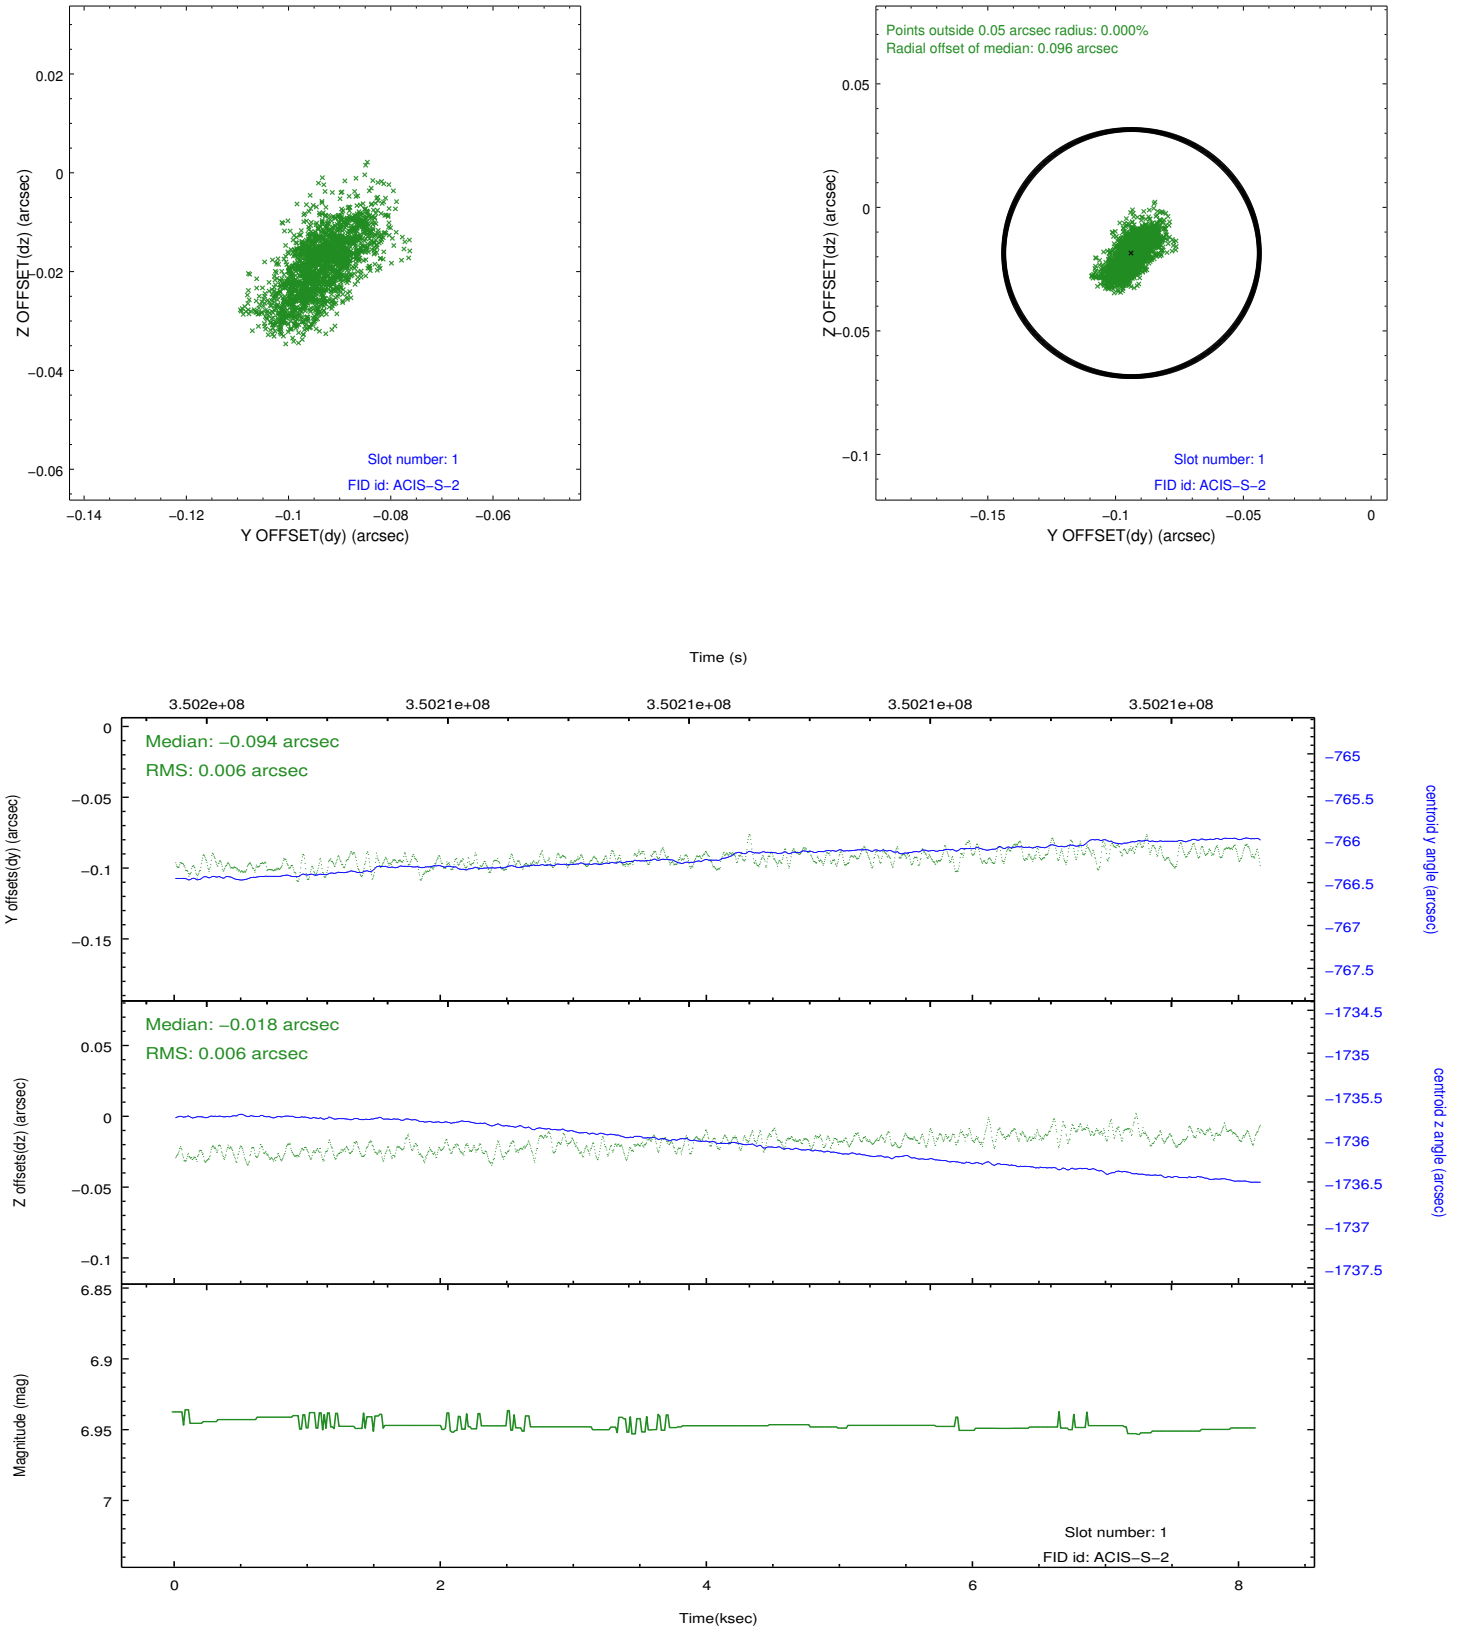 0.02
0
−0.02
−0.04
−0.06
Z OFFSET(dz) (arcsec)
Slot number: 1
FID id: ACIS−S−2
−0.14 −0.12 −0.1 −0.08 −0.06
Y OFFSET(dy) (arcsec)
Points outside 0.05 arcsec radius: 0.000%
Radial offset of median: 0.096 arcsec
0.05
0
−0.05
−0.1
Z OFFSET(dz) (arcsec)
Slot number: 1
FID id: ACIS−S−2
−0.15 −0.1 −0.05 0
Y OFFSET(dy) (arcsec)
Time (s)
3.502e+08 3.5021e+08 3.5021e+08 3.5021e+08 3.5021e+08
Median: −0.094 arcsec
RMS: 0.006 arcsec
0
−0.05
−0.1
−0.15
Y offsets(dy) (arcsec)
−765
−765.5
−766
−766.5
−767
−767.5
centroid y angle (arcsec)
Median: −0.018 arcsec
RMS: 0.006 arcsec
0.05
0
−0.05
−0.1
Z offsets(dz) (arcsec)
−1734.5
−1735
−1735.5
−1736
−1736.5
−1737
−1737.5
centroid z angle (arcsec)
6.85
6.9
6.95
7
Magnitude (mag)
Slot number: 1
FID id: ACIS−S−2
0 2 4 6 8
Time(ksec)